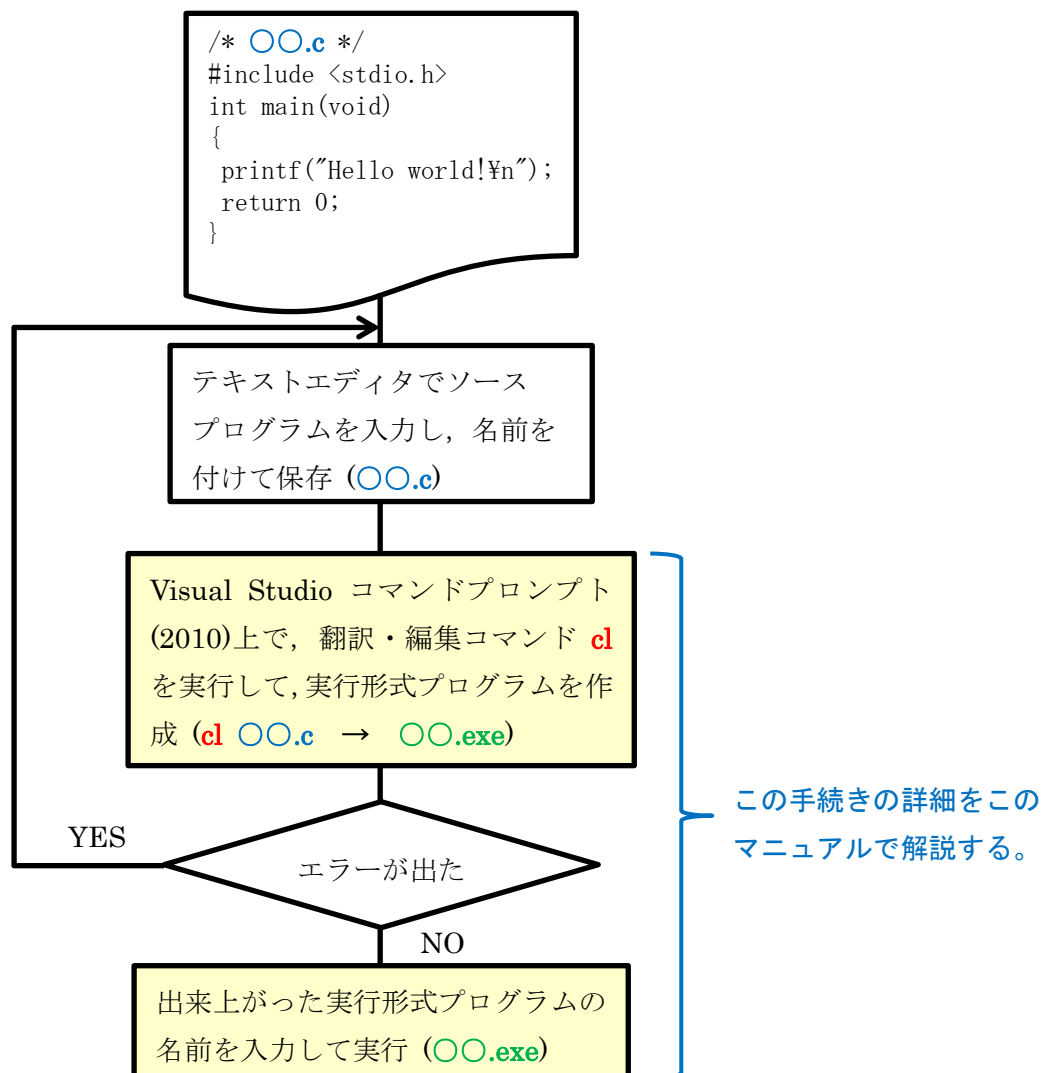 /* ○○.c */
#include <stdio.h>
int main(void)
{
printf("Hello world!¥n");
return 0;
}
テキストエディタでソース
プログラムを入力し，名前を
付けて保存 (○○.c)
Visual Studio コマンドプロンプト
(2010)上で，翻訳・編集コマンド cl
を実行して，実行形式プログラムを作
成 (cl ○○.c → ○○.exe)
この手続きの詳細をこの
マニュアルで解説する。
YES
エラーが出た
NO
出来上がった実行形式プログラムの
名前を入力して実行 (○○.exe)